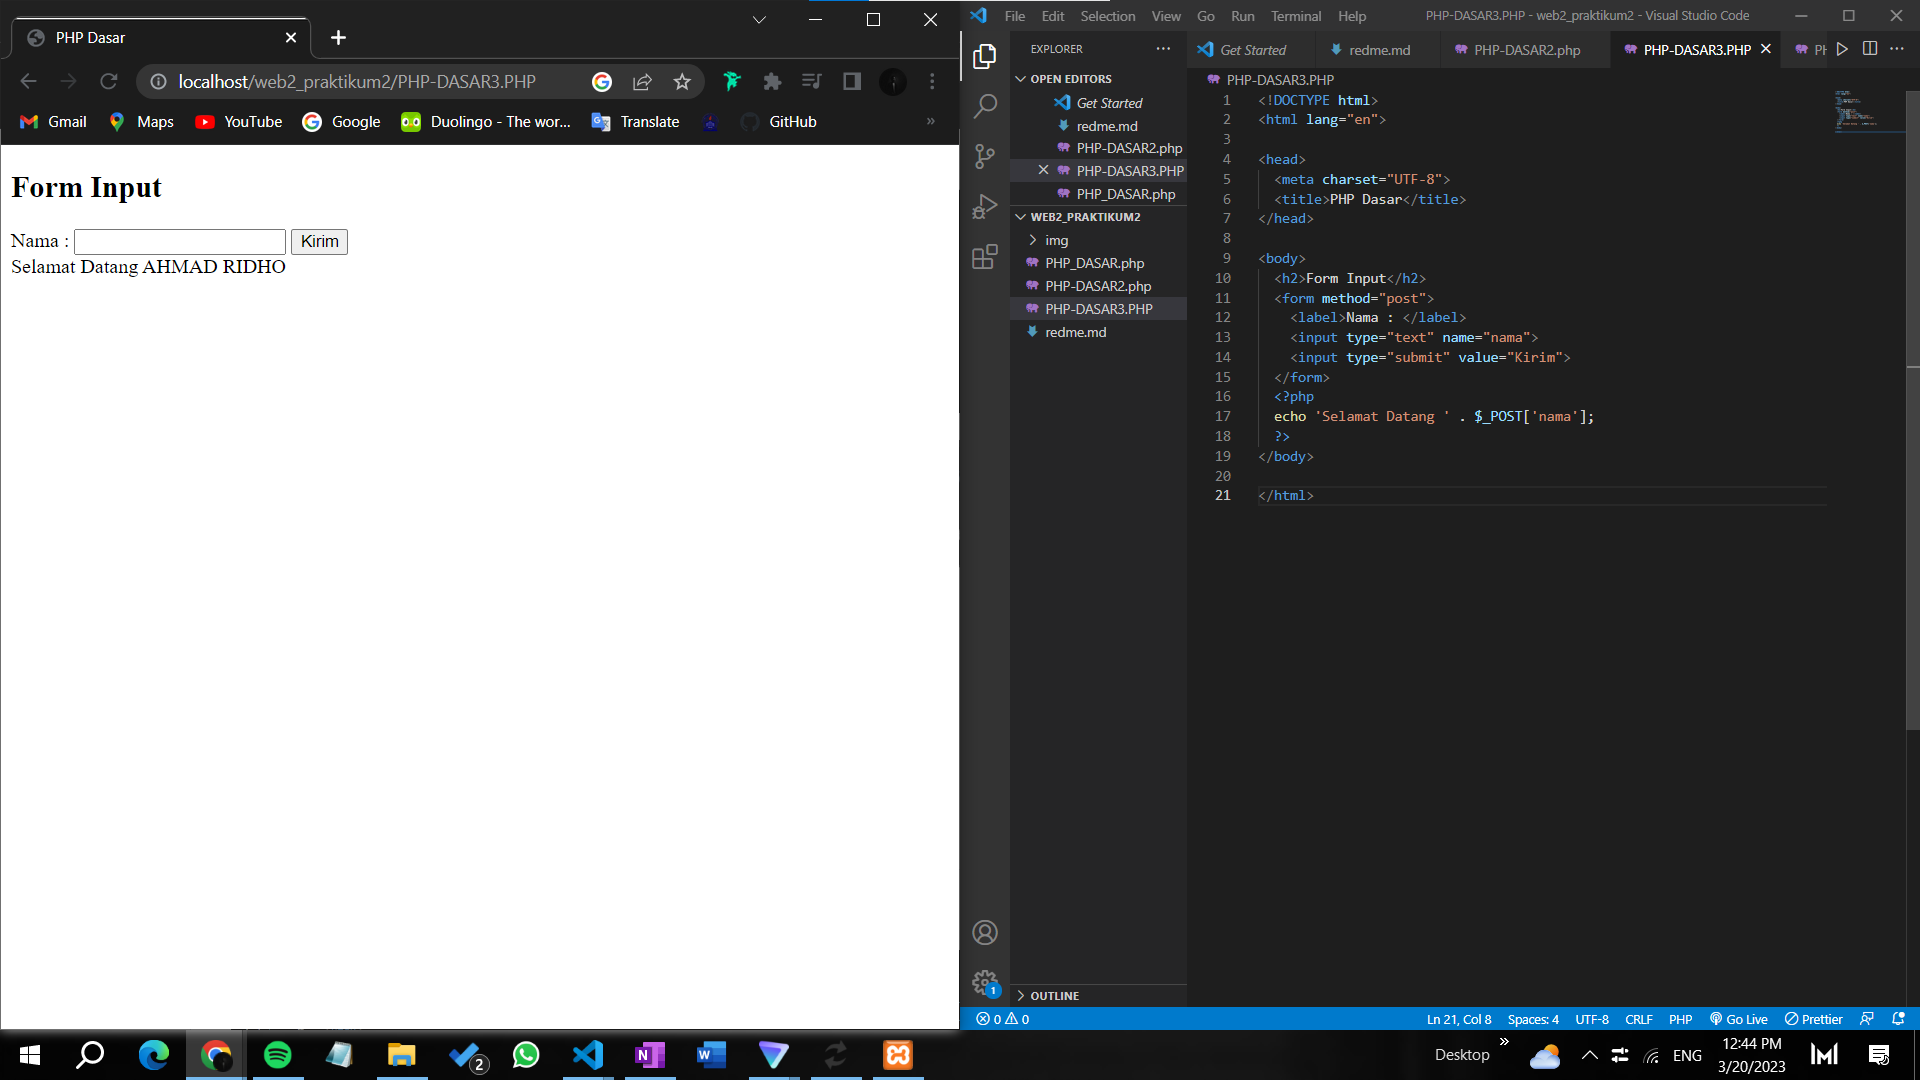 PHP Dasar
localhost/web2_praktikum2/PHP-DASAR3.PHP
Gmail Maps YouTube Google Duolingo - The wor... Translate GitHub »
Form Input
Nama : Kirim
Selamat Datang AHMAD RIDHO
File Edit Selection View Go Run Terminal Help PHP-DASAR3.PHP - web2_praktikum2 - Visual Studio Code
EXPLORER
OPEN EDITORS
Get Started
redme.md
PHP-DASAR2.php
PHP-DASAR3.PHP
PHP_DASAR.php
WEB2_PRAKTIKUM2
img
PHP_DASAR.php
PHP-DASAR2.php
PHP-DASAR3.PHP
redme.md
OUTLINE
1
Get Started redme.md PHP-DASAR2.php PHP-DASAR3.PHP PH
PHP-DASAR3.PHP
1 <!DOCTYPE html>
2 <html lang="en">
3
4 <head>
5 <meta charset="UTF-8">
6 <title>PHP Dasar</title>
7 </head>
8
9 <body>
10 <h2>Form Input</h2>
11 <form method="post">
12 <label>Nama : </label>
13 <input type="text" name="nama">
14 <input type="submit" value="Kirim">
15 </form>
16 <?php
17 echo 'Selamat Datang ' . $_POST['nama'];
18 ?>
19 </body>
20
21 </html>
0 0 Ln 21, Col 8 Spaces: 4 UTF-8 CRLF PHP Go Live Prettier
2 N W Desktop » ENG 12:44 PM
3/20/2023